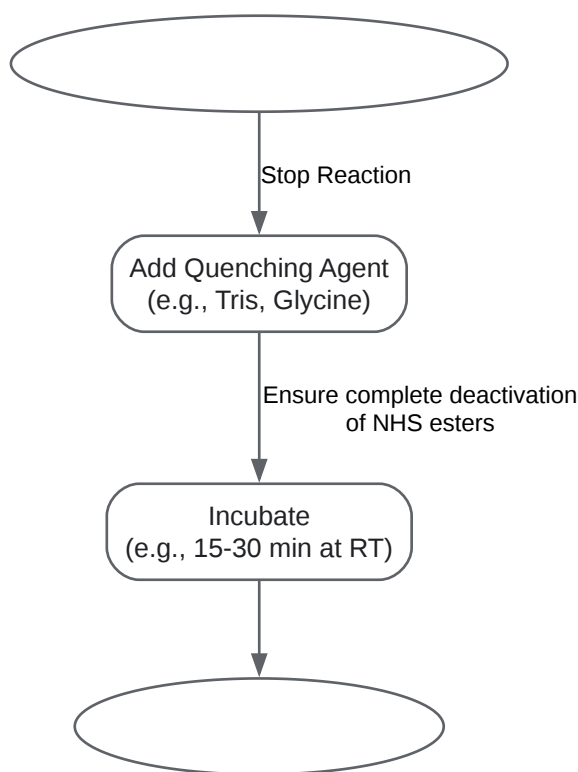 Stop Reaction
Add Quenching Agent
(e.g., Tris, Glycine)
Ensure complete deactivation
of NHS esters
Incubate
(e.g., 15-30 min at RT)